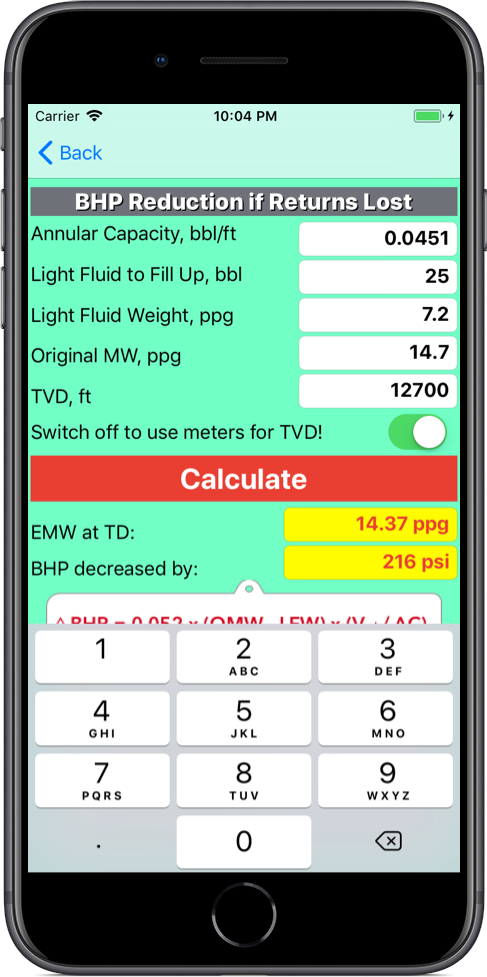 Carrier 10:04 PM
Back
BHP Reduction if Returns Lost
Annular Capacity, bbl/ft 0.0451
Light Fluid to Fill Up, bbl 25
Light Fluid Weight, ppg 7.2
Original MW, ppg 14.7
TVD, ft 12700
Switch off to use meters for TVD!
Calculate
EMW at TD: 14.37 ppg
BHP decreased by: 216 psi
1 2 3
ABC DEF
4 5 6
GHI JKL MNO
7 8 9
PQRS TUV WXYZ
. 0